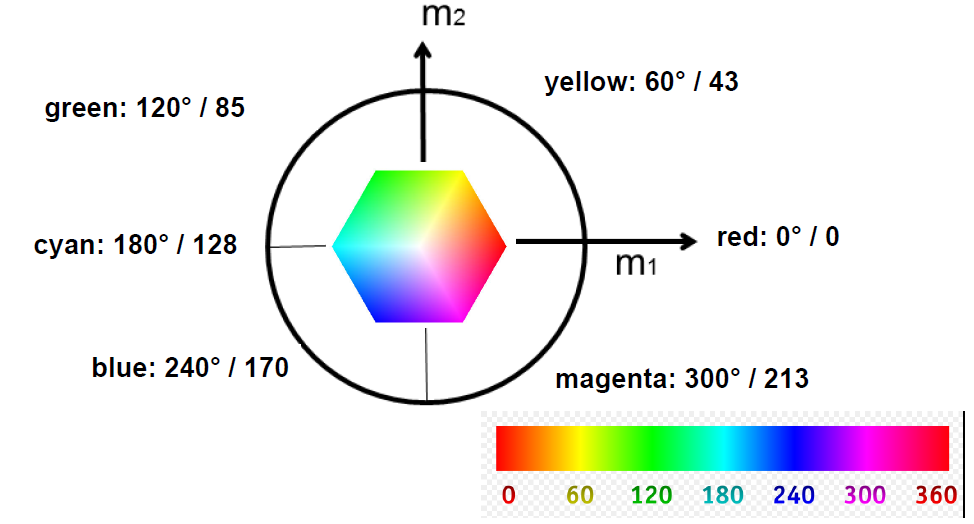 m2
yellow: 60° / 43
green: 120° / 85
cyan: 180° / 128
red: 0° / 0
m1
blue: 240° / 170
magenta: 300° / 213
0 60 120 180 240 300 360